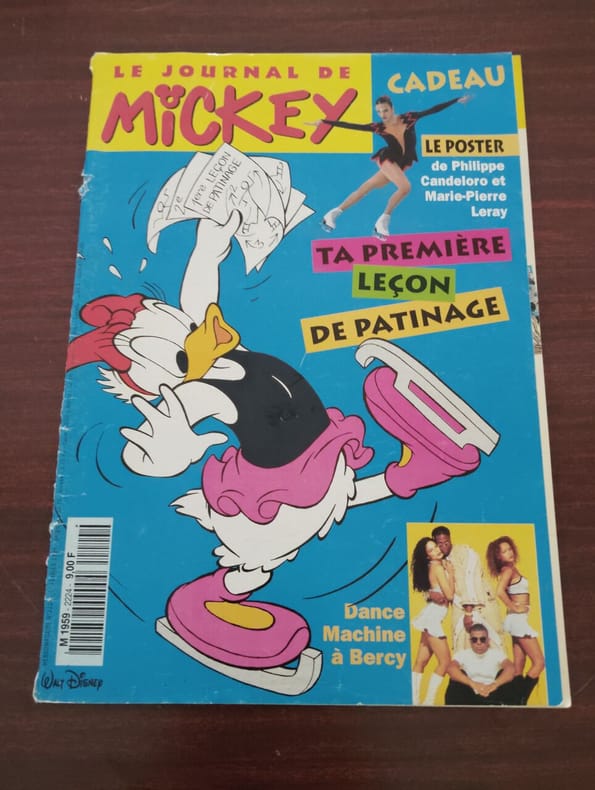 LE JOURNAL DE
MICKEY
CADEAU
LE POSTER
de Philippe
Candeloro et
Marie-Pierre
Leray
1ère LEÇON
DE PATINAGE
2e
TA PREMIÈRE
LEÇON
DE PATINAGE
Dance
Machine
à Bercy
M 1959 - 2224 - 9,00 F
WALT DISNEY